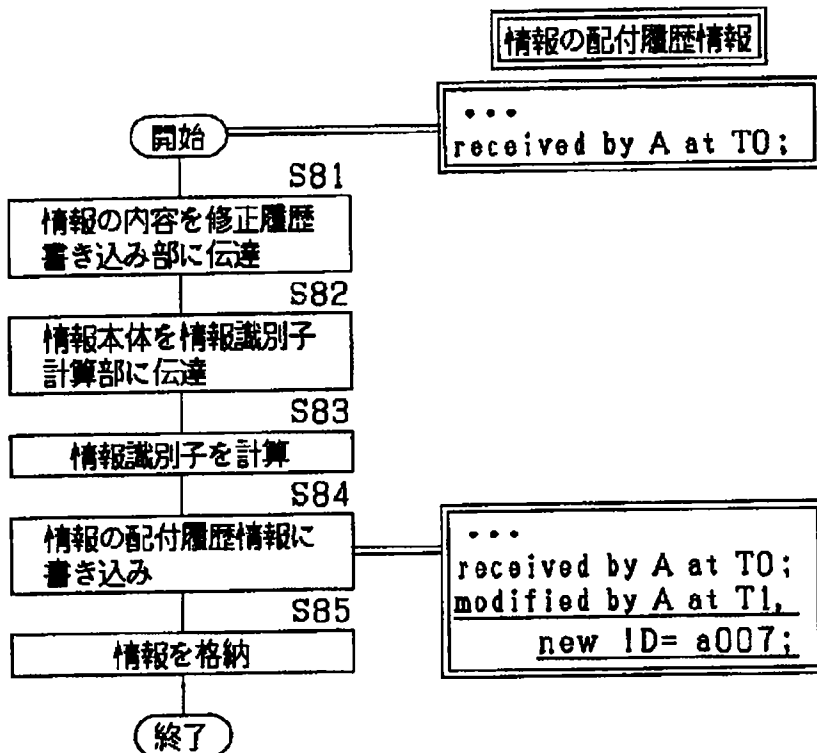 情報の配付履歴情報
• • •
received by A at T0;
開始
S81
情報の内容を修正履歴
書き込み部に伝達
S82
情報本体を情報識別子
計算部に伝達
S83
情報識別子を計算
S84
情報の配付履歴情報に
書き込み
• • •
received by A at T0;
modified by A at T1,
new ID= a007;
S85
情報を格納
終了